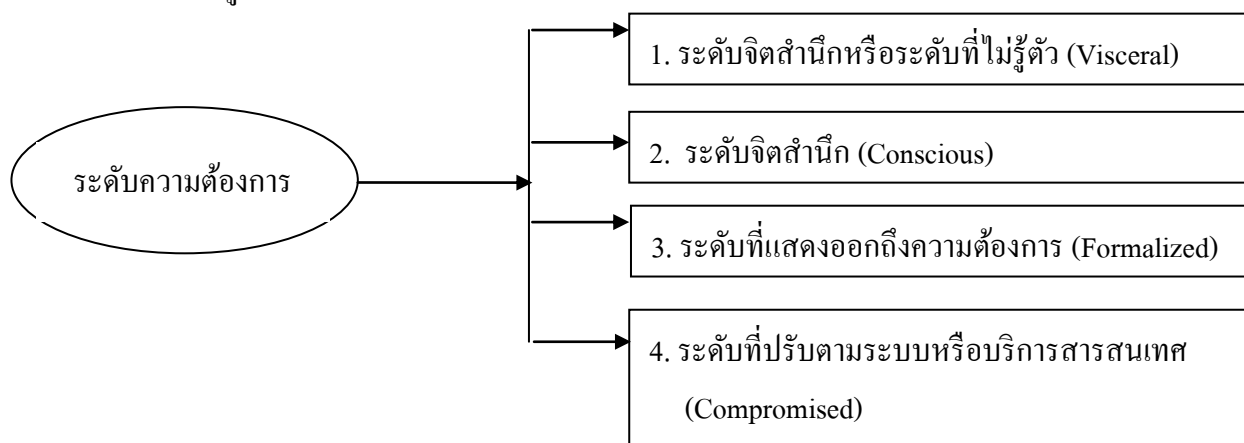 ระดับความต้องการ
1. ระดับจิตสำนึกหรือระดับที่ไม่รู้ตัว (Visceral)
2. ระดับจิตสำนึก (Conscious)
3. ระดับที่แสดงออกถึงความต้องการ (Formalized)
4. ระดับที่ปรับตามระบบหรือบริการสารสนเทศ
(Compromised)